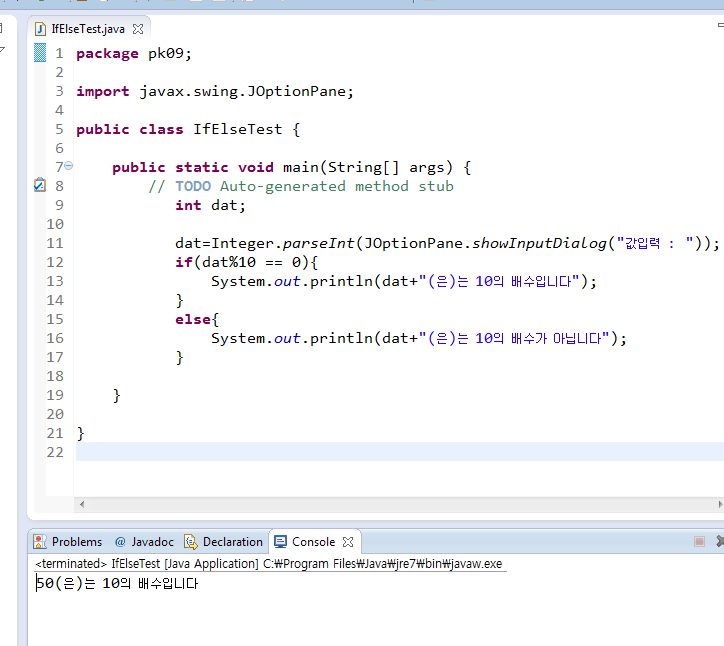 IfElseTest.java
1 package pk09;
2
3 import javax.swing.JOptionPane;
4
5 public class IfElseTest {
6
7 public static void main(String[] args) {
8 // TODO Auto-generated method stub
9 int dat;
10
11 dat=Integer.parseInt(JOptionPane.showInputDialog("값입력 : "));
12 if(dat%10 == 0){
13 System.out.println(dat+"(은)는 10의 배수입니다");
14 }
15 else{
16 System.out.println(dat+"(은)는 10의 배수가 아닙니다");
17 }
18
19 }
20
21 }
22
Problems @ Javadoc Declaration Console
<terminated> IfElseTest [Java Application] C:₩Program Files₩Java₩jre7₩bin₩javaw.exe
50(은)는 10의 배수입니다